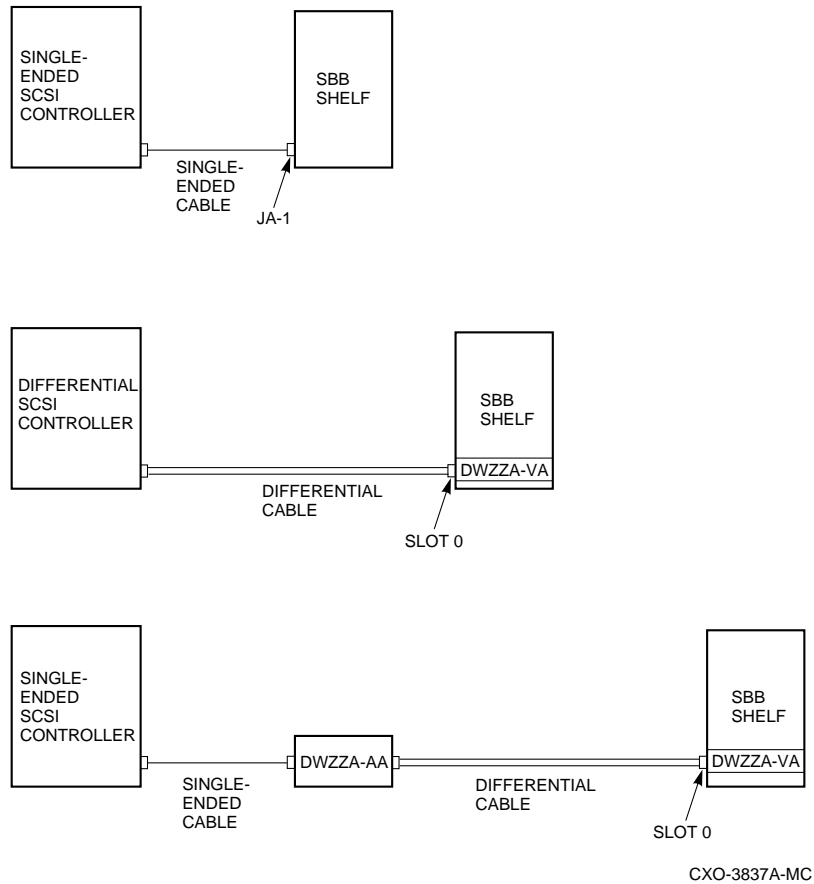 SINGLE-
ENDED
SCSI
CONTROLLER
SBB
SHELF
SINGLE-
ENDED
CABLE
JA-1
DIFFERENTIAL
SCSI
CONTROLLER
SBB
SHELF
DWZZA-VA
DIFFERENTIAL
CABLE
SLOT 0
SINGLE-
ENDED
SCSI
CONTROLLER
SBB
SHELF
DWZZA-AA
DWZZA-VA
SINGLE-
ENDED
CABLE
DIFFERENTIAL
CABLE
SLOT 0
CXO-3837A-MC